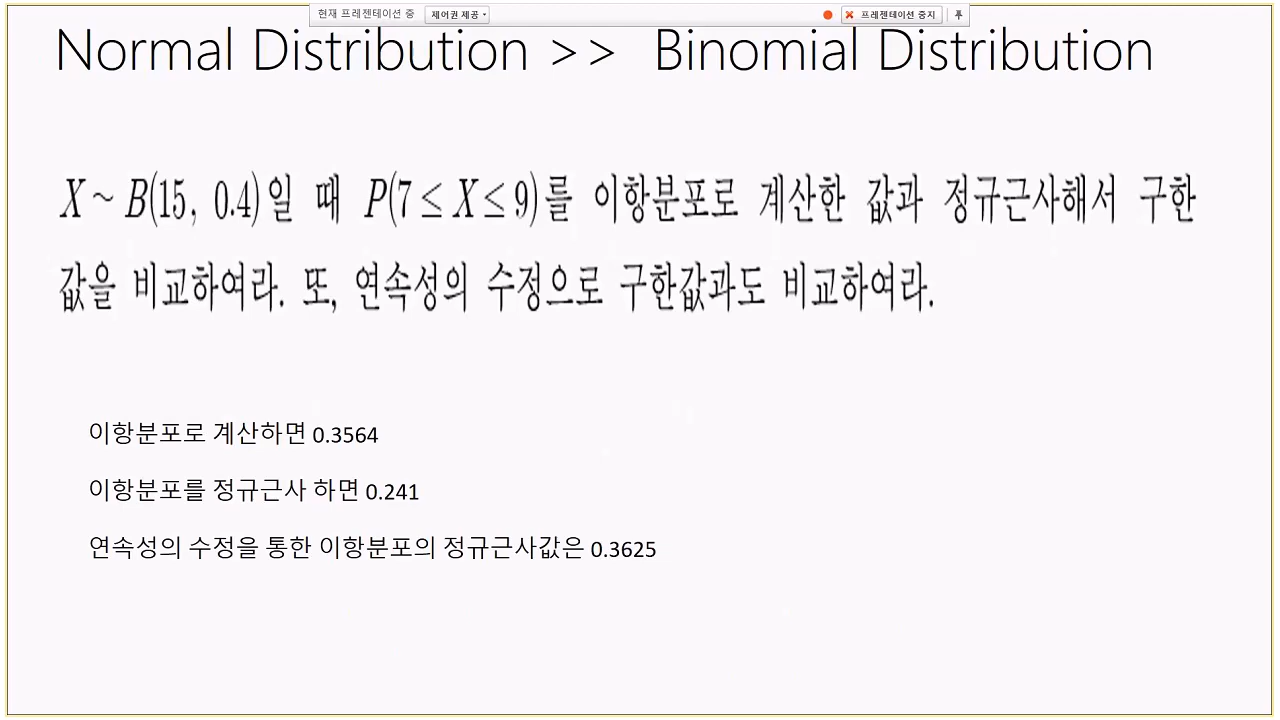 현재 프레젠테이션 중 제어권 제공 프레젠테이션 중지
Normal Distribution >> Binomial Distribution
X ~ B(15, 0.4)일 때 P(7 ≤ X ≤ 9)를 이항분포로 계산한 값과 정규근사해서 구한
값을 비교하여라. 또, 연속성의 수정으로 구한값과도 비교하여라.
이항분포로 계산하면 0.3564
이항분포를 정규근사 하면 0.241
연속성의 수정을 통한 이항분포의 정규근사값은 0.3625